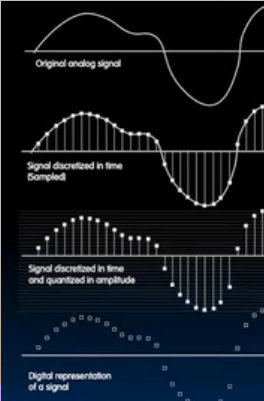 Original analog signal
Signal discretized in time
(Sampled)
Signal discretized in time
and quantized in amplitude
Digital representation
of a signal